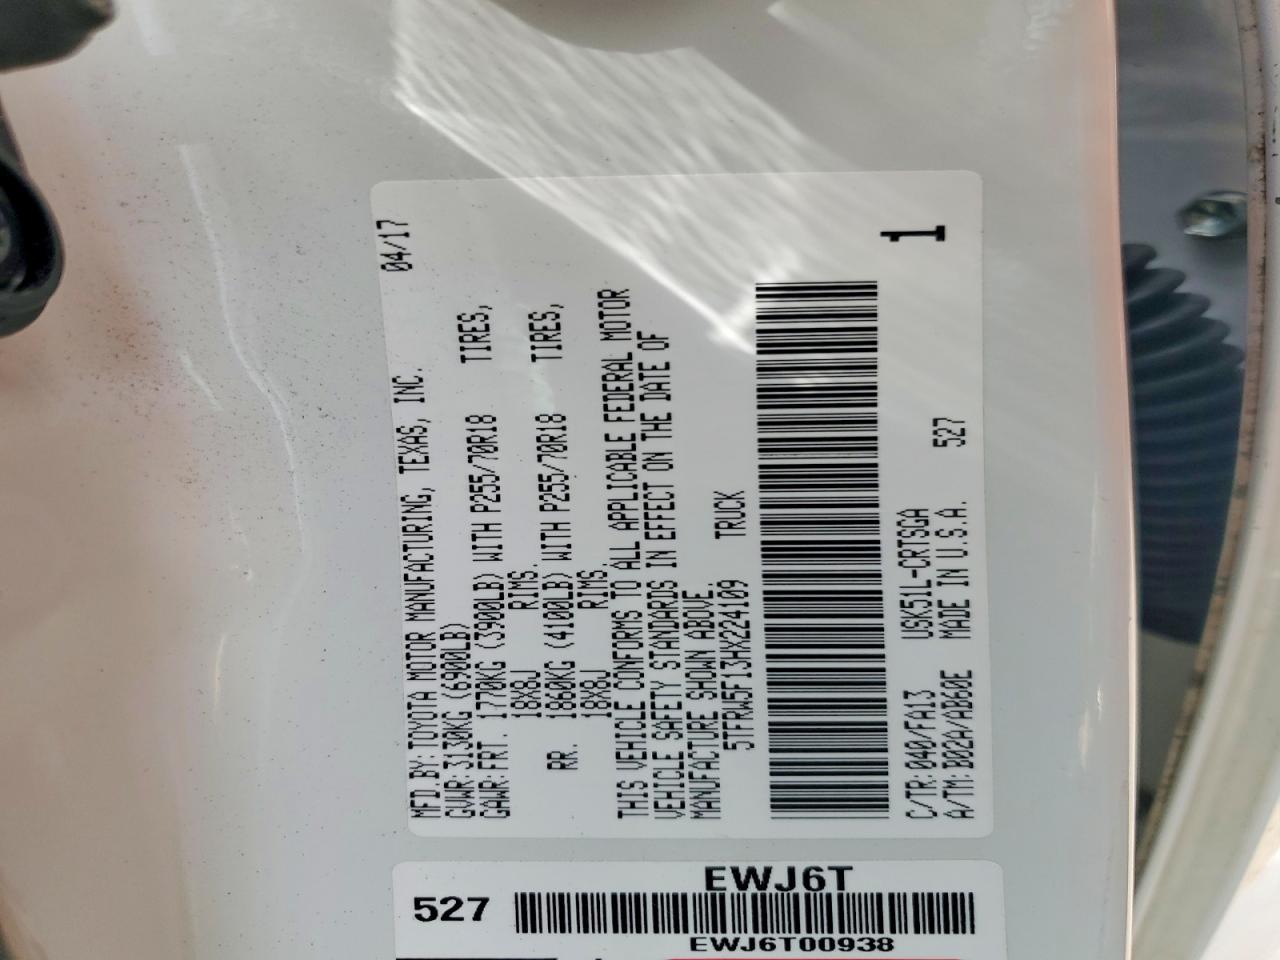 MFD.BY:TOYOTA MOTOR MANUFACTURING, TEXAS, INC. 04/17
GVWR:3130KG (6900LB)
GAWR:FRT. 1770KG (3900LB) WITH P255/70R18 TIRES,
18X8J RIMS.
RR. 1860KG (4100LB) WITH P255/70R18 TIRES,
18X8J RIMS.
THIS VEHICLE CONFORMS TO ALL APPLICABLE FEDERAL MOTOR
VEHICLE SAFETY STANDARDS IN EFFECT ON THE DATE OF
MANUFACTURE SHOWN ABOVE.
5TFRW5F13HX224109 TRUCK
1
C/TR:040/FA13 USK51L-CRTSGA
A/TM:B02A/AB60E MADE IN U.S.A. 527
EWJ6T
527
EWJ6T00938